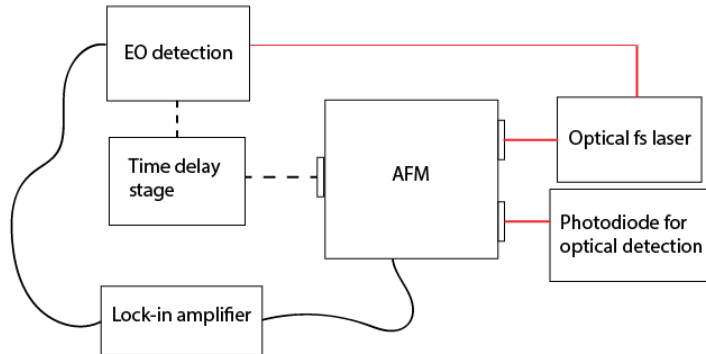 EO detection
Time delay
stage
AFM
Optical fs laser
Photodiode for
optical detection
Lock-in amplifier